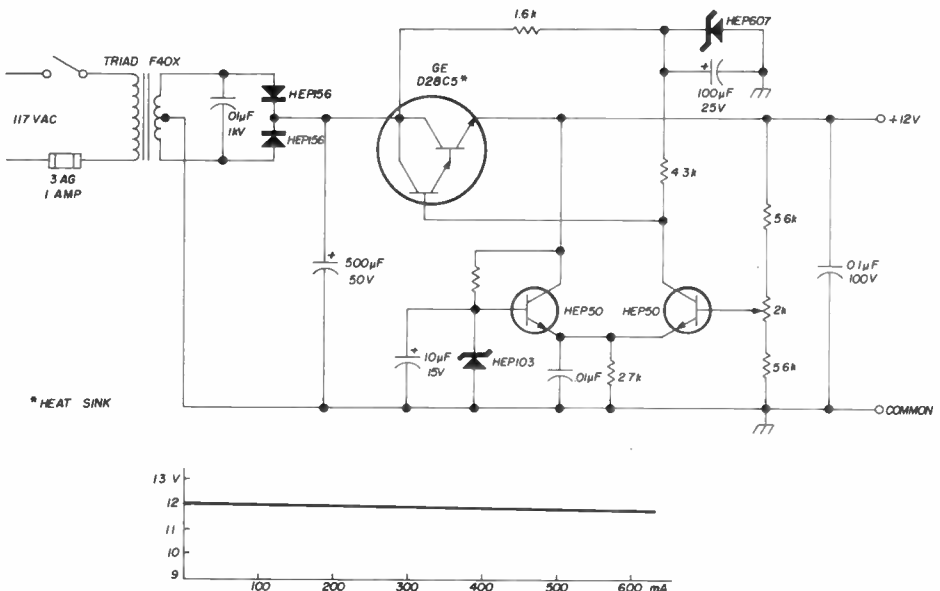 1.6k
HEP607
TRIAD F40X
GE
D28C5*
HEP156
.01µF
1kV
100µF
25V
117 VAC
HEP156
+12V
3 AG
1 AMP
4.3k
5.6k
500µF
50V
HEP50
HEP50
2k
0.1µF
100V
10µF
15V
HEP103
.01µF
2.7k
5.6k
* HEAT SINK
COMMON
13 V
12
11
10
9
100
200
300
400
500
600 mA